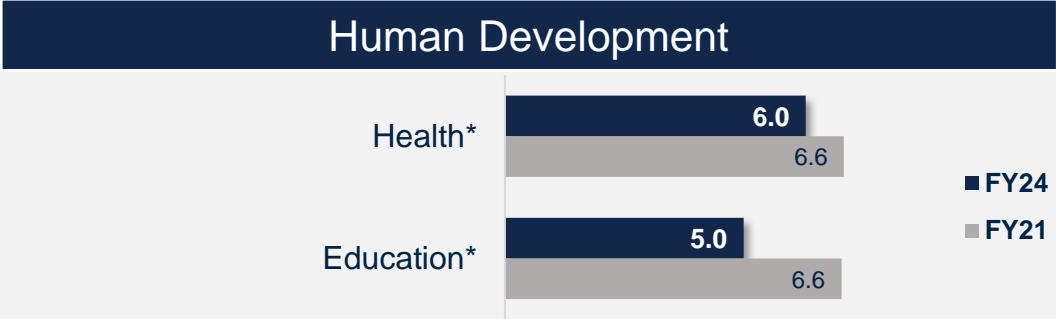 Human Development
Health*
6.0
6.6
Education*
5.0
6.6
FY24
FY21